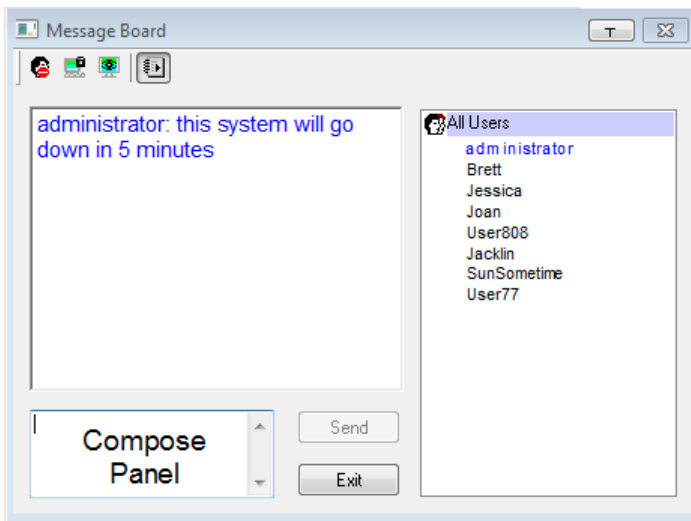 Message Board
T
administrator: this system will go
down in 5 minutes
All Users
administrator
Brett
Jessica
Joan
User808
Jacklin
SunSometime
User77
Compose
Panel
Send
Exit